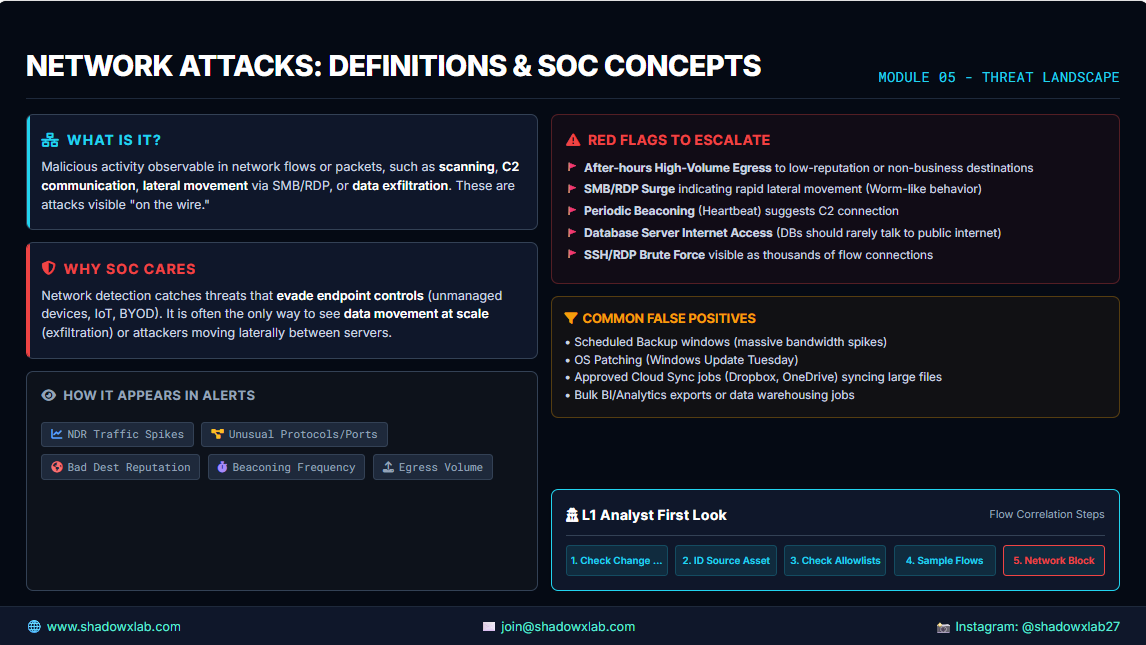 NETWORK ATTACKS: DEFINITIONS & SOC CONCEPTS
MODULE 05 - THREAT LANDSCAPE
WHAT IS IT?
Malicious activity observable in network flows or packets, such as scanning, C2
communication, lateral movement via SMB/RDP, or data exfiltration. These are
attacks visible "on the wire."
WHY SOC CARES
Network detection catches threats that evade endpoint controls (unmanaged
devices, IoT, BYOD). It is often the only way to see data movement at scale
(exfiltration) or attackers moving laterally between servers.
HOW IT APPEARS IN ALERTS
NDR Traffic Spikes
Unusual Protocols/Ports
Bad Dest Reputation
Beaconing Frequency
Egress Volume
RED FLAGS TO ESCALATE
After-hours High-Volume Egress to low-reputation or non-business destinations
SMB/RDP Surge indicating rapid lateral movement (Worm-like behavior)
Periodic Beaconing (Heartbeat) suggests C2 connection
Database Server Internet Access (DBs should rarely talk to public internet)
SSH/RDP Brute Force visible as thousands of flow connections
COMMON FALSE POSITIVES
• Scheduled Backup windows (massive bandwidth spikes)
• OS Patching (Windows Update Tuesday)
• Approved Cloud Sync jobs (Dropbox, OneDrive) syncing large files
• Bulk BI/Analytics exports or data warehousing jobs
L1 Analyst First Look
Flow Correlation Steps
1. Check Change ...
2. ID Source Asset
3. Check Allowlists
4. Sample Flows
5. Network Block
www.shadowxlab.com
join@shadowxlab.com
Instagram: @shadowxlab27